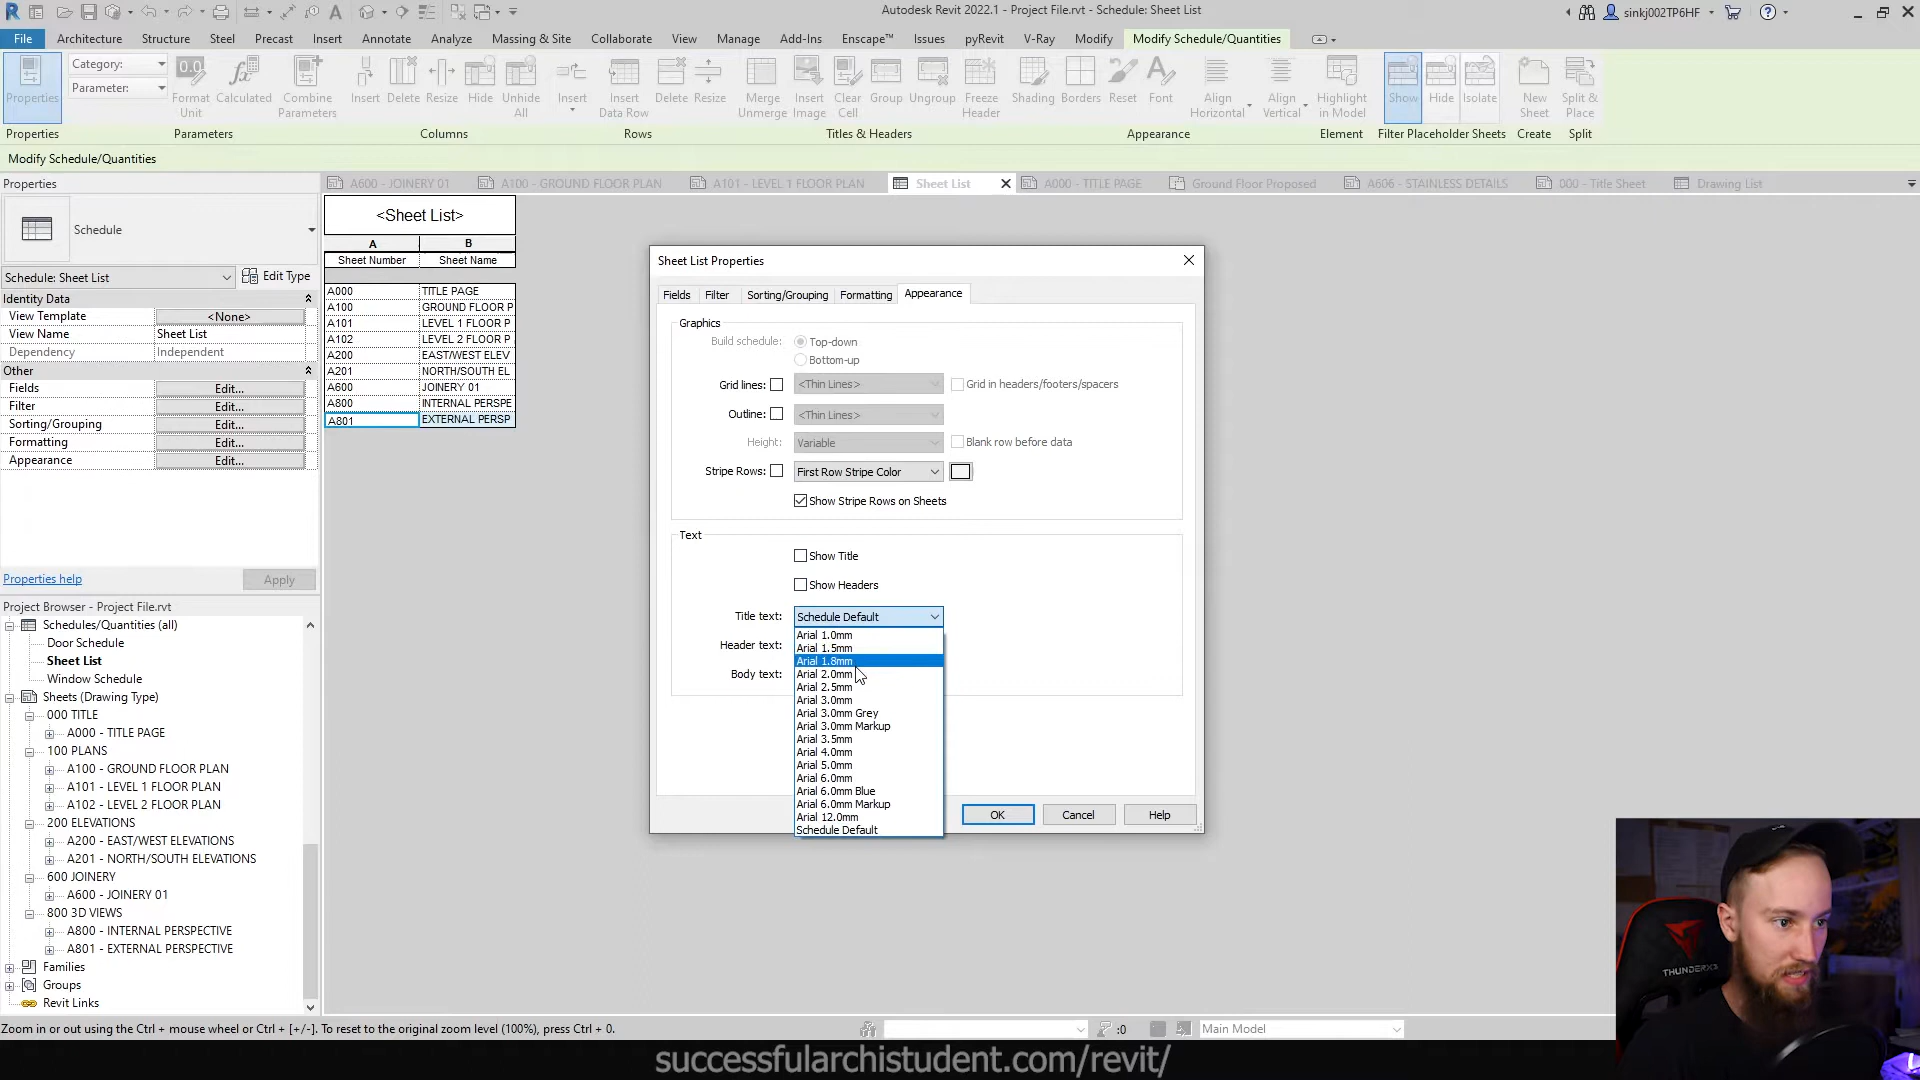 Autodesk Revit 2022.1 - Project File.rvt - Schedule: Sheet List
sinkj002TP6HF
File Architecture Structure Steel Precast Insert Annotate Analyze Massing & Site Collaborate View Manage Add-Ins Enscape™ Issues pyRevit V-Ray Modify Modify Schedule/Quantities
Category:
Parameter:
Properties
Format Unit
Calculated
Combine Parameters
Insert Delete Resize Hide Unhide All
Insert
Insert Data Row
Delete Resize
Merge Unmerge
Insert Image
Clear Cell
Group Ungroup
Freeze Header
Shading Borders Reset Font
Align Horizontal
Align Vertical
Highlight in Model
Show Hide Isolate
New Sheet
Split & Place
Properties Parameters Columns Rows Titles & Headers Appearance Element Filter Placeholder Sheets Create Split
Modify Schedule/Quantities
Properties
A600 - JOINERY 01 A100 - GROUND FLOOR PLAN A101 - LEVEL 1 FLOOR PLAN Sheet List A000 - TITLE PAGE Ground Floor Proposed A606 - STAINLESS DETAILS 000 - Title Sheet Drawing List
Schedule
Schedule: Sheet List Edit Type
Identity Data
View Template <None>
View Name Sheet List
Dependency Independent
Other
Fields Edit...
Filter Edit...
Sorting/Grouping Edit...
Formatting Edit...
Appearance Edit...
Properties help Apply
<Sheet List>
A B
Sheet Number Sheet Name
A000 TITLE PAGE
A100 GROUND FLOOR P
A101 LEVEL 1 FLOOR P
A102 LEVEL 2 FLOOR P
A200 EAST/WEST ELEV
A201 NORTH/SOUTH EL
A600 JOINERY 01
A800 INTERNAL PERSPE
A801 EXTERNAL PERSP
Sheet List Properties
Fields Filter Sorting/Grouping Formatting Appearance
Graphics
Build schedule: Top-down
Bottom-up
Grid lines: <Thin Lines> Grid in headers/footers/spacers
Outline: <Thin Lines>
Height: Variable Blank row before data
Stripe Rows: First Row Stripe Color
Show Stripe Rows on Sheets
Text
Show Title
Show Headers
Title text: Schedule Default
Header text:
Body text:
Arial 1.0mm
Arial 1.5mm
Arial 1.8mm
Arial 2.0mm
Arial 2.5mm
Arial 3.0mm
Arial 3.0mm Grey
Arial 3.0mm Markup
Arial 3.5mm
Arial 4.0mm
Arial 5.0mm
Arial 6.0mm
Arial 6.0mm Blue
Arial 6.0mm Markup
Arial 12.0mm
Schedule Default
OK Cancel Help
Project Browser - Project File.rvt
Schedules/Quantities (all)
Door Schedule
Sheet List
Window Schedule
Sheets (Drawing Type)
000 TITLE
A000 - TITLE PAGE
100 PLANS
A100 - GROUND FLOOR PLAN
A101 - LEVEL 1 FLOOR PLAN
A102 - LEVEL 2 FLOOR PLAN
200 ELEVATIONS
A200 - EAST/WEST ELEVATIONS
A201 - NORTH/SOUTH ELEVATIONS
600 JOINERY
A600 - JOINERY 01
800 3D VIEWS
A800 - INTERNAL PERSPECTIVE
A801 - EXTERNAL PERSPECTIVE
Families
Groups
Revit Links
Zoom in or out using the Ctrl + mouse wheel or Ctrl + [+/-]. To reset to the original zoom level (100%), press Ctrl + 0.
:0
Main Model
THUNDERX3
successfularchistudent.com/revit/